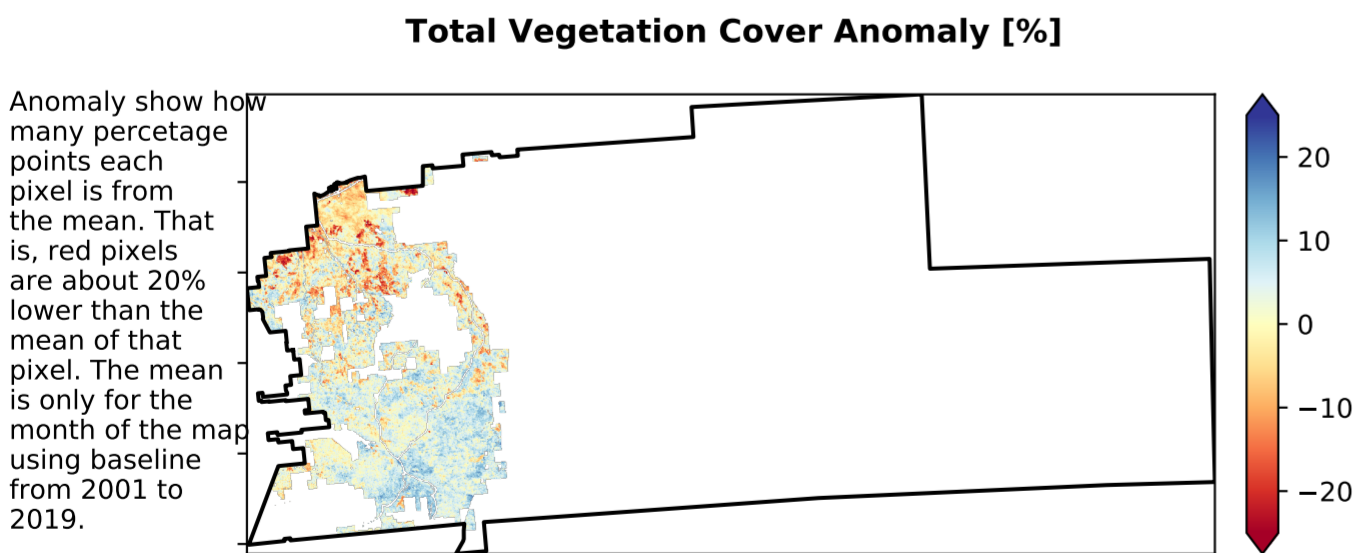 Total Vegetation Cover Anomaly [%]
Anomaly show how
many percetage
points each
pixel is from
the mean. That
is, red pixels
are about 20%
lower than the
mean of that
pixel. The mean
is only for the
month of the map
using baseline
from 2001 to
2019.
20
10
0
−10
−20